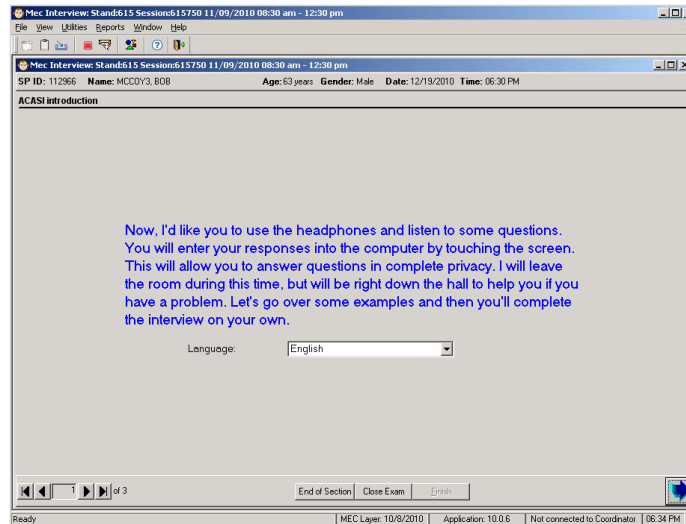 Mec Interview: Stand:615 Session:615750 11/09/2010 08:30 am - 12:30 pm
File View Utilities Reports Window Help
Mec Interview: Stand:615 Session:615750 11/09/2010 08:30 am - 12:30 pm
SP ID: 112966 Name: MCCOY3, BOB Age: 63 years Gender: Male Date: 12/19/2010 Time: 06:30 PM
ACASI introduction
Now, I'd like you to use the headphones and listen to some questions.
You will enter your responses into the computer by touching the screen.
This will allow you to answer questions in complete privacy. I will leave
the room during this time, but will be right down the hall to help you if you
have a problem. Let's go over some examples and then you'll complete
the interview on your own.
Language: English
1 of 3 End of Section Close Exam Finish
Ready MEC Layer: 10/8/2010 Application: 10.0.6 Not connected to Coordinator 06:34 PM